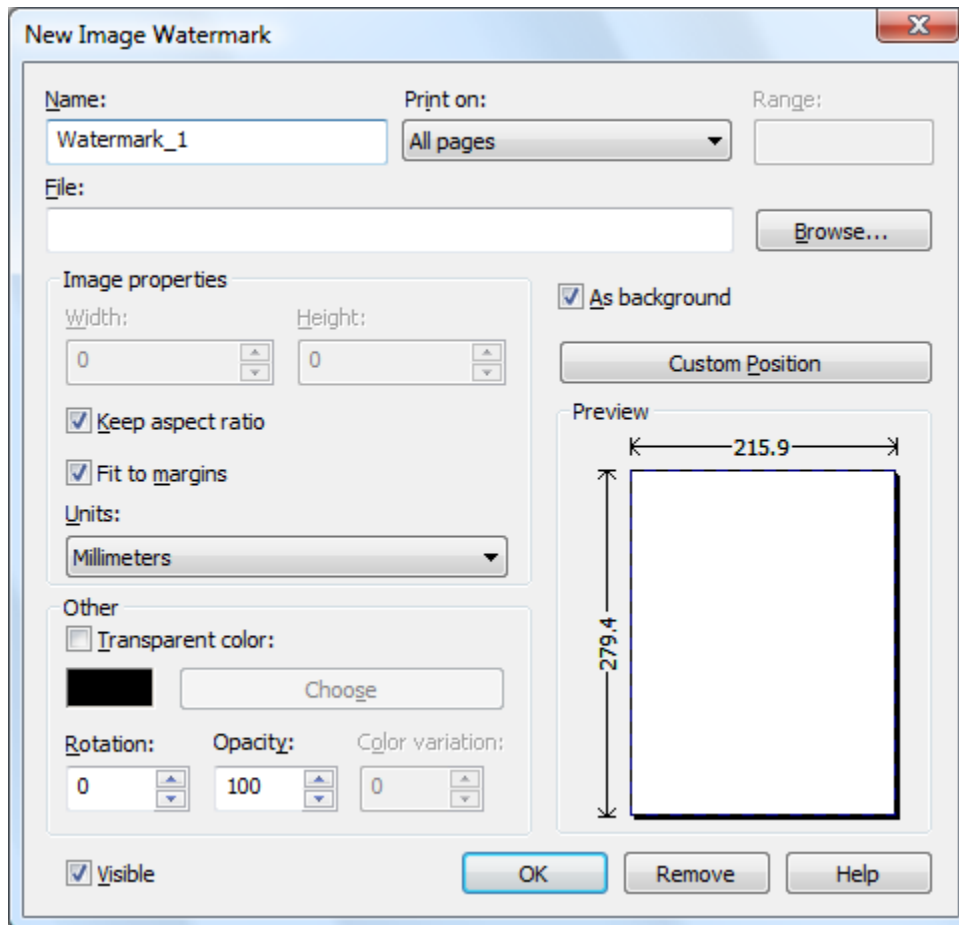 New Image Watermark
Name: Print on: Range:
Watermark_1 All pages
File:
Browse...
Image properties
As background
Width: Height:
0 0
Custom Position
Keep aspect ratio
Preview
215.9
Fit to margins
Units:
Millimeters
279.4
Other
Transparent color:
Choose
Rotation: Opacity: Color variation:
0 100 0
Visible OK Remove Help